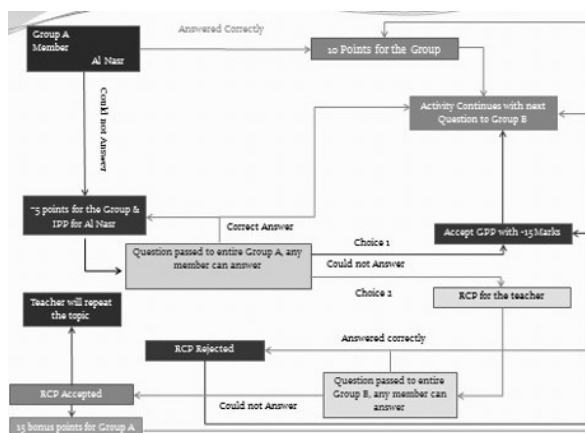 Group A
Member
Al Nasr
Answered Correctly
10 Points for the Group
Activity Continues with next
Question to Group B
Could not Answer
-5 points for the Group &
IPP for Al Nasr
Correct Answer
Question passed to entire Group A, any
member can answer
Choice 1
Accept GPP with -15 Marks
Could not Answer
Choice 2
RCP for the teacher
Teacher will repeat
the topic
RCP Rejected
Answered correctly
RCP Accepted
Could not Answer
Question passed to entire
Group B, any member can
answer
15 bonus points for Group A